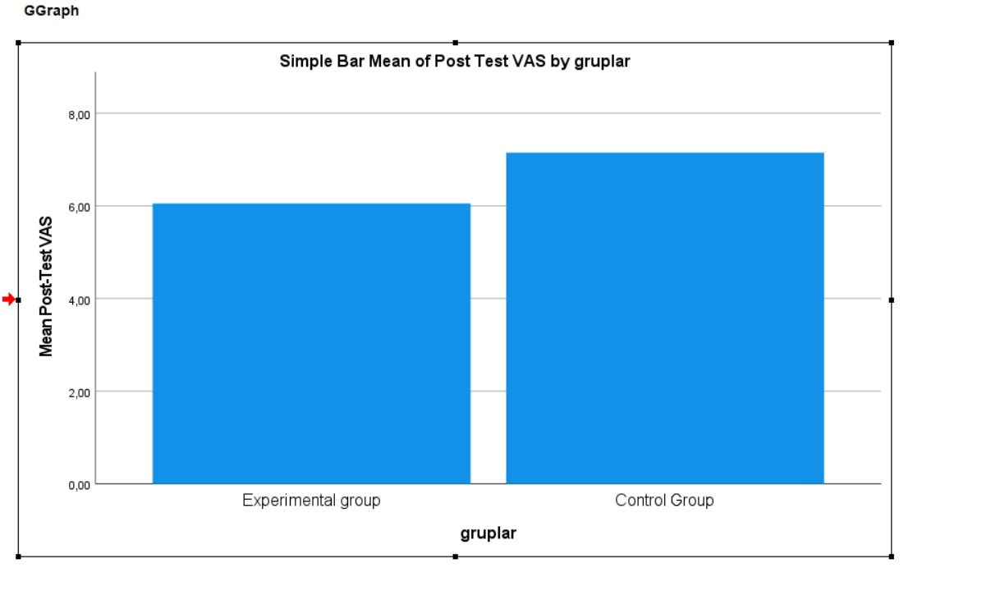 GGraph
Simple Bar Mean of Post Test VAS by gruplar
8,00
6,00
4,00
2,00
0,00
Mean Post-Test VAS
Experimental group
Control Group
gruplar